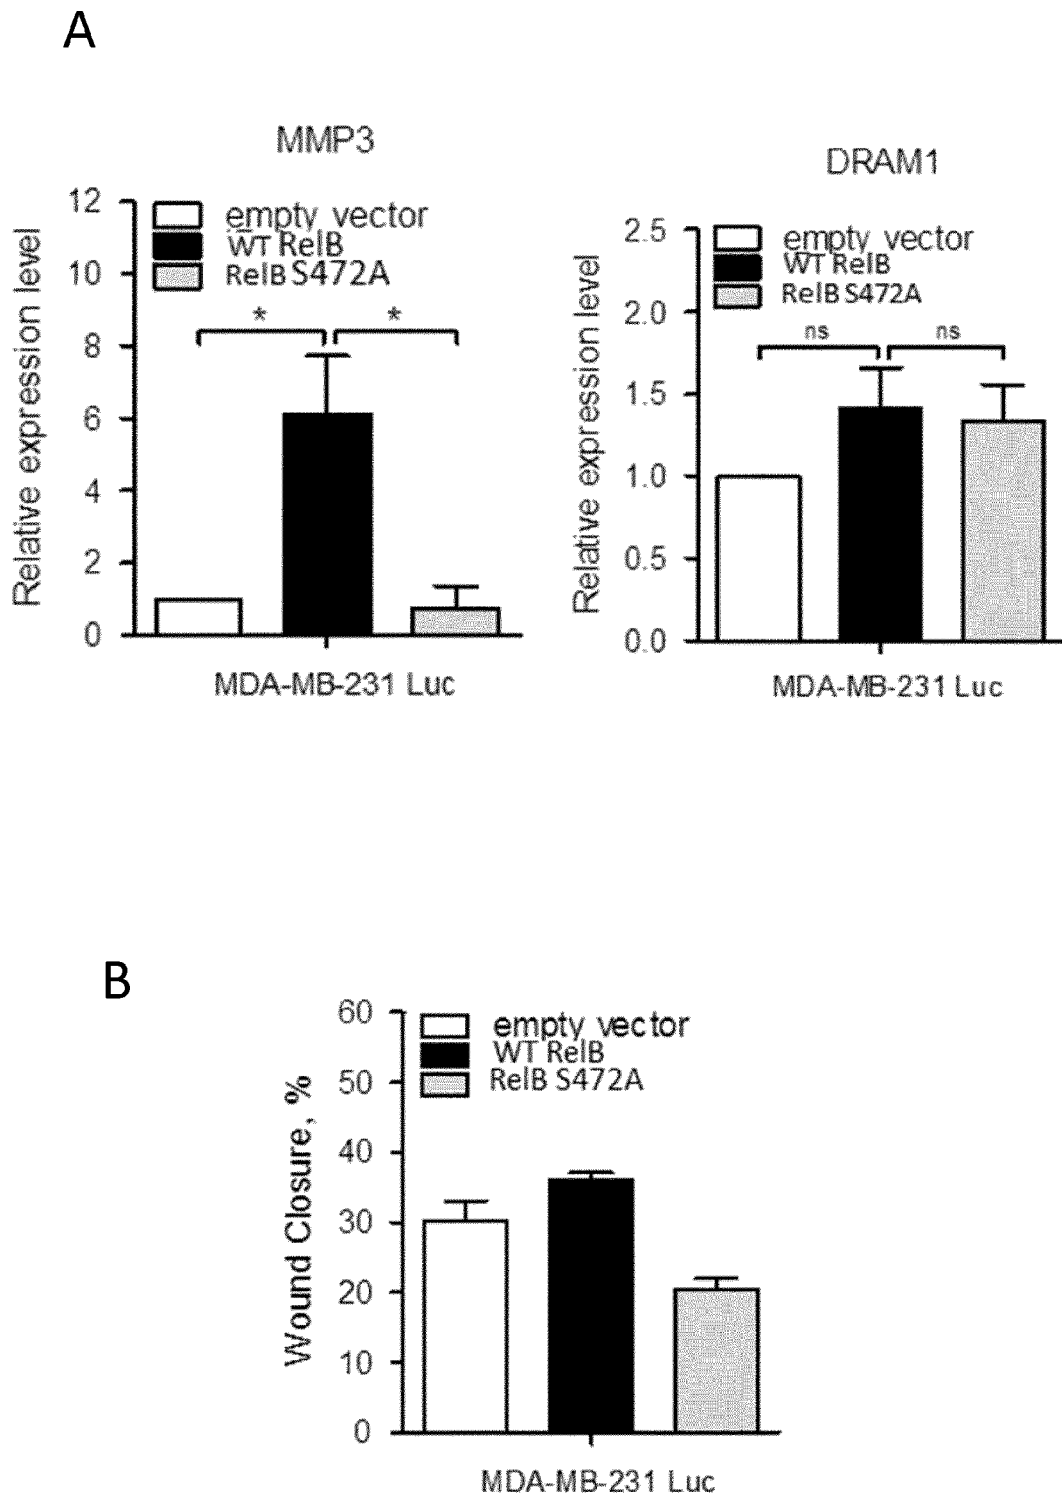 A
MMP3
Relative expression level
12
10
8
6
4
2
0
empty vector
WT RelB
RelB S472A
*
*
MDA-MB-231 Luc
DRAM1
Relative expression level
2.5
2.0
1.5
1.0
0.5
0.0
empty vector
WT RelB
RelB S472A
ns
ns
MDA-MB-231 Luc
B
Wound Closure, %
60
50
40
30
20
10
0
empty vector
WT RelB
RelB S472A
MDA-MB-231 Luc